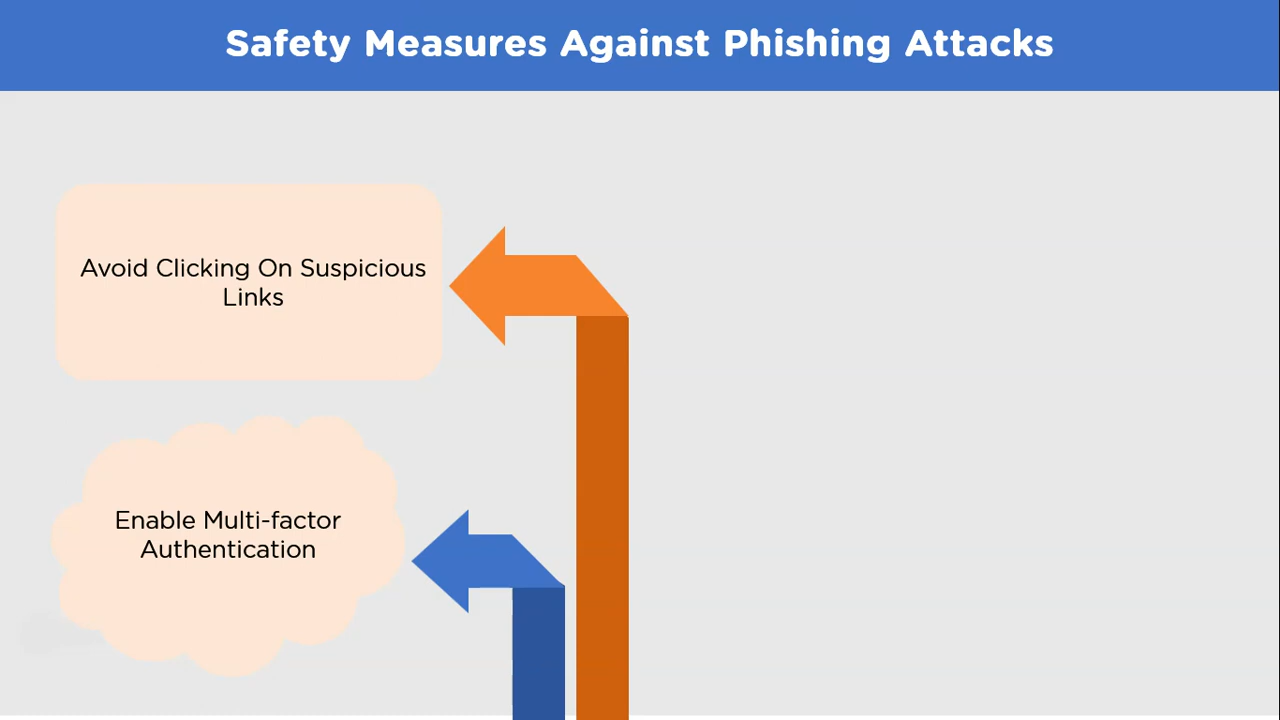 Safety Measures Against Phishing Attacks
Avoid Clicking On Suspicious
Links
Enable Multi-factor
Authentication